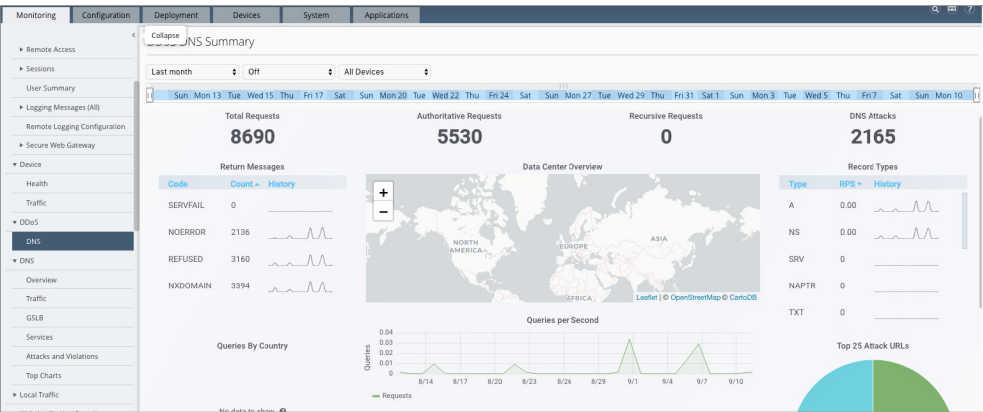 Monitoring Configuration Deployment Devices System Applications
Collapse
DNS Summary
Remote Access
Sessions
User Summary
Logging Messages (All)
Remote Logging Configuration
Secure Web Gateway
Device
Health
Traffic
DDoS
DNS
DNS
Overview
Traffic
GSLB
Services
Attacks and Violations
Top Charts
Local Traffic
Last month Off All Devices
Sun Mon 13 Tue Wed 15 Thu Fri 17 Sat Sun Mon 20 Tue Wed 22 Thu Fri 24 Sat Sun Mon 27 Tue Wed 29 Thu Fri 31 Sat 1 Sun Mon 3 Tue Wed 5 Thu Fri 7 Sat Sun Mon 10
Total Requests Authoritative Requests Recursive Requests DNS Attacks
8690 5530 0 2165
Return Messages
Code Count History
SERVFAIL 0
NOERROR 2136
REFUSED 3160
NXDOMAIN 3394
Data Center Overview
+
−
NORTH
AMERICA
EUROPE
ASIA
AFRICA
Leaflet | © OpenStreetMap © CartoDB
Record Types
Type RPS History
A 0.00
NS 0.00
SRV 0
NAPTR 0
TXT 0
Queries By Country
No data to show
Queries per Second
Queries
0.04
0.03
0.02
0.01
0
8/14 8/17 8/20 8/23 8/26 8/29 9/1 9/4 9/7 9/10
Requests
Top 25 Attack URLs